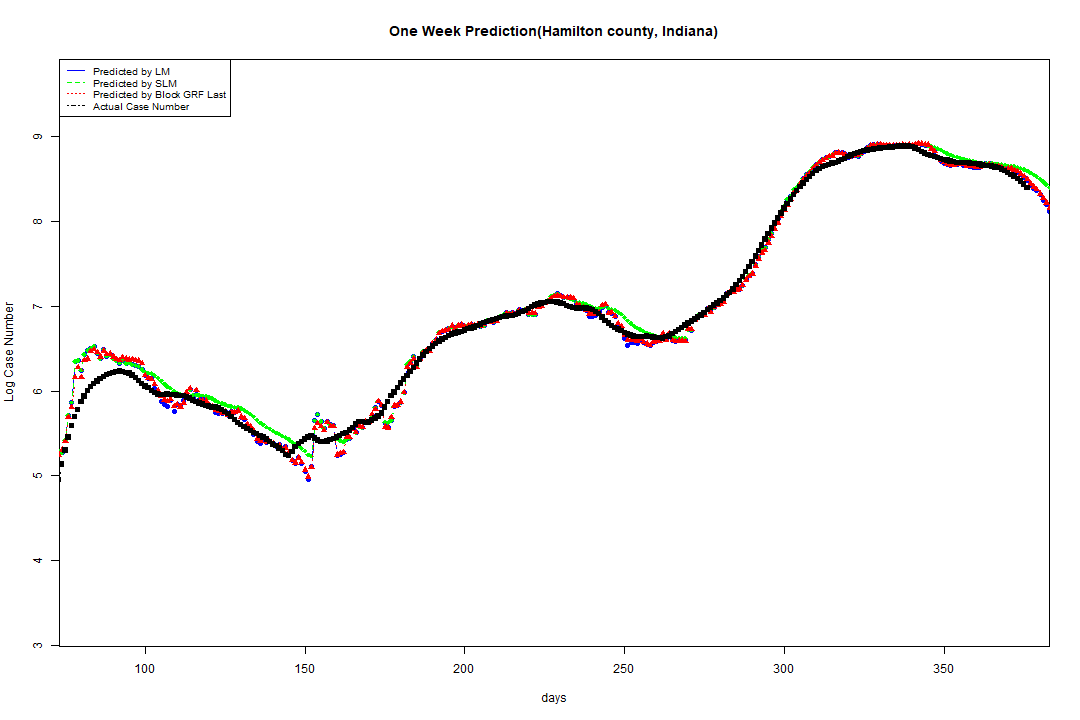 One Week Prediction(Hamilton county, Indiana)
Predicted by LM
Predicted by SLM
Predicted by Block GRF Last
Actual Case Number
Log Case Number
9
8
7
6
5
4
3
100 150 200 250 300 350
days